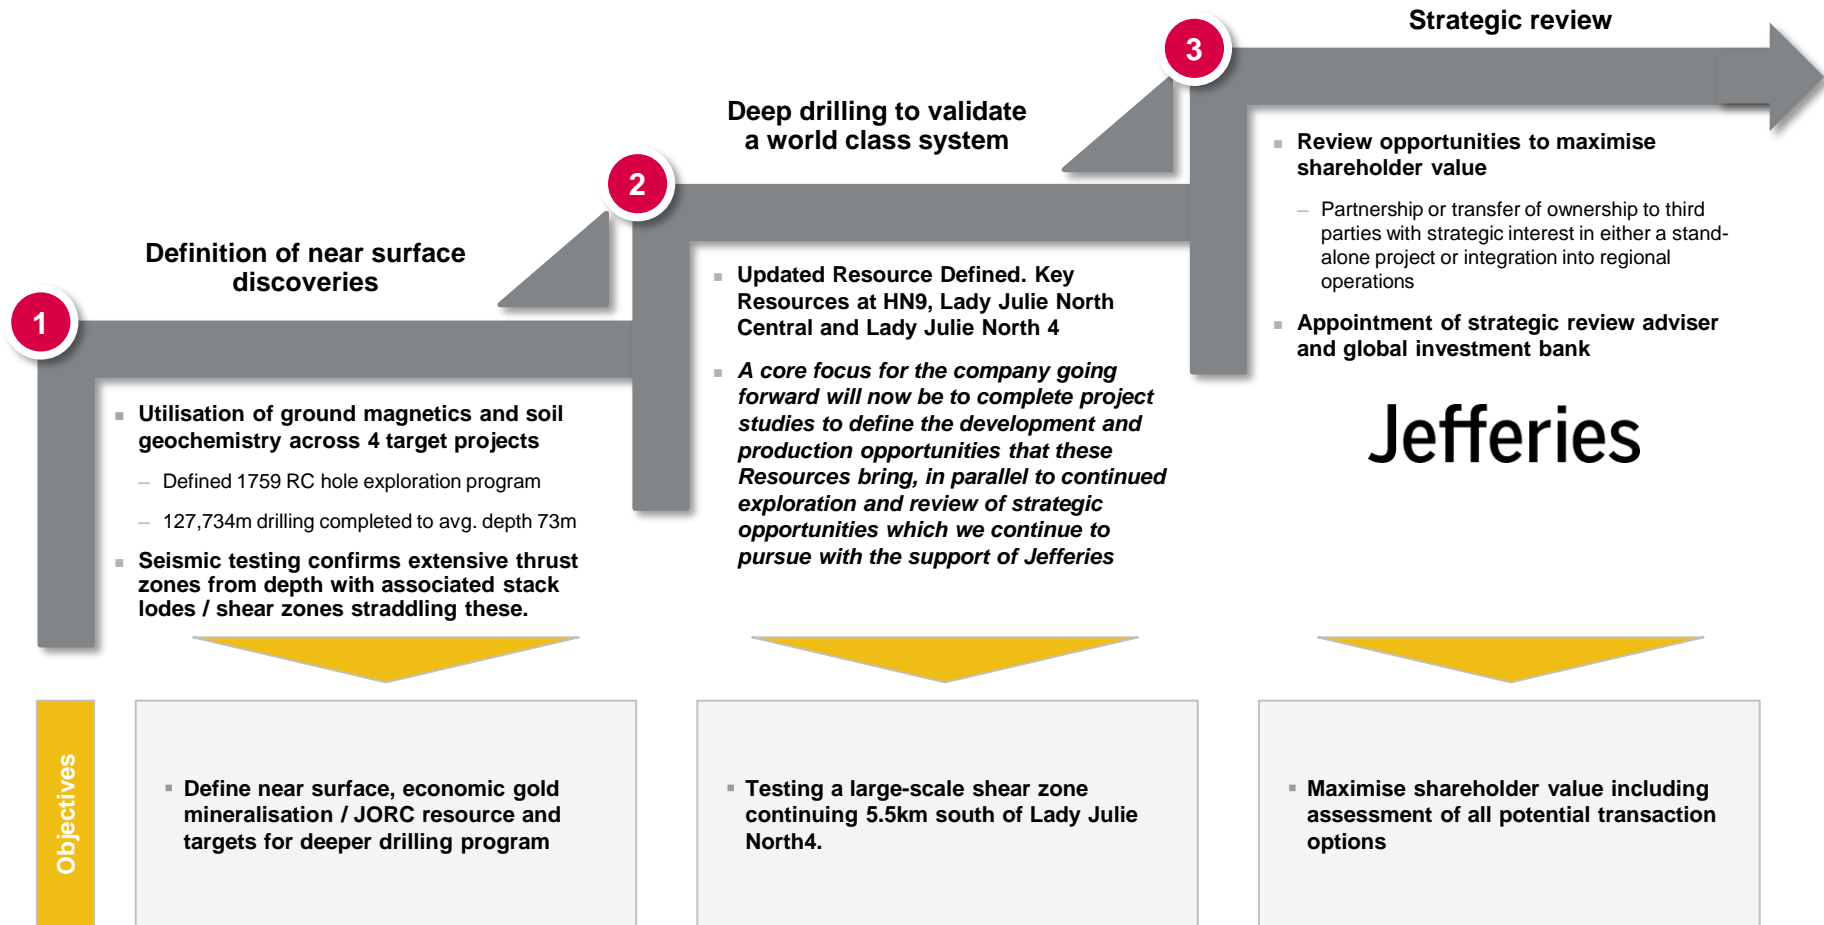 1
Definition of near surface
discoveries
▪ Utilisation of ground magnetics and soil
geochemistry across 4 target projects
– Defined 1759 RC hole exploration program
– 127,734m drilling completed to avg. depth 73m
▪ Seismic testing confirms extensive thrust
zones from depth with associated stack
lodes / shear zones straddling these.
2
Deep drilling to validate
a world class system
▪ Updated Resource Defined. Key
Resources at HN9, Lady Julie North
Central and Lady Julie North 4
▪ A core focus for the company going
forward will now be to complete project
studies to define the development and
production opportunities that these
Resources bring, in parallel to continued
exploration and review of strategic
opportunities which we continue to
pursue with the support of Jefferies
3
Strategic review
▪ Review opportunities to maximise
shareholder value
– Partnership or transfer of ownership to third
parties with strategic interest in either a stand-
alone project or integration into regional
operations
▪ Appointment of strategic review adviser
and global investment bank
Jefferies
Objectives
▪ Define near surface, economic gold
mineralisation / JORC resource and
targets for deeper drilling program
▪ Testing a large-scale shear zone
continuing 5.5km south of Lady Julie
North4.
▪ Maximise shareholder value including
assessment of all potential transaction
options